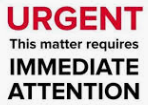 URGENT
This matter requires
IMMEDIATE
ATTENTION